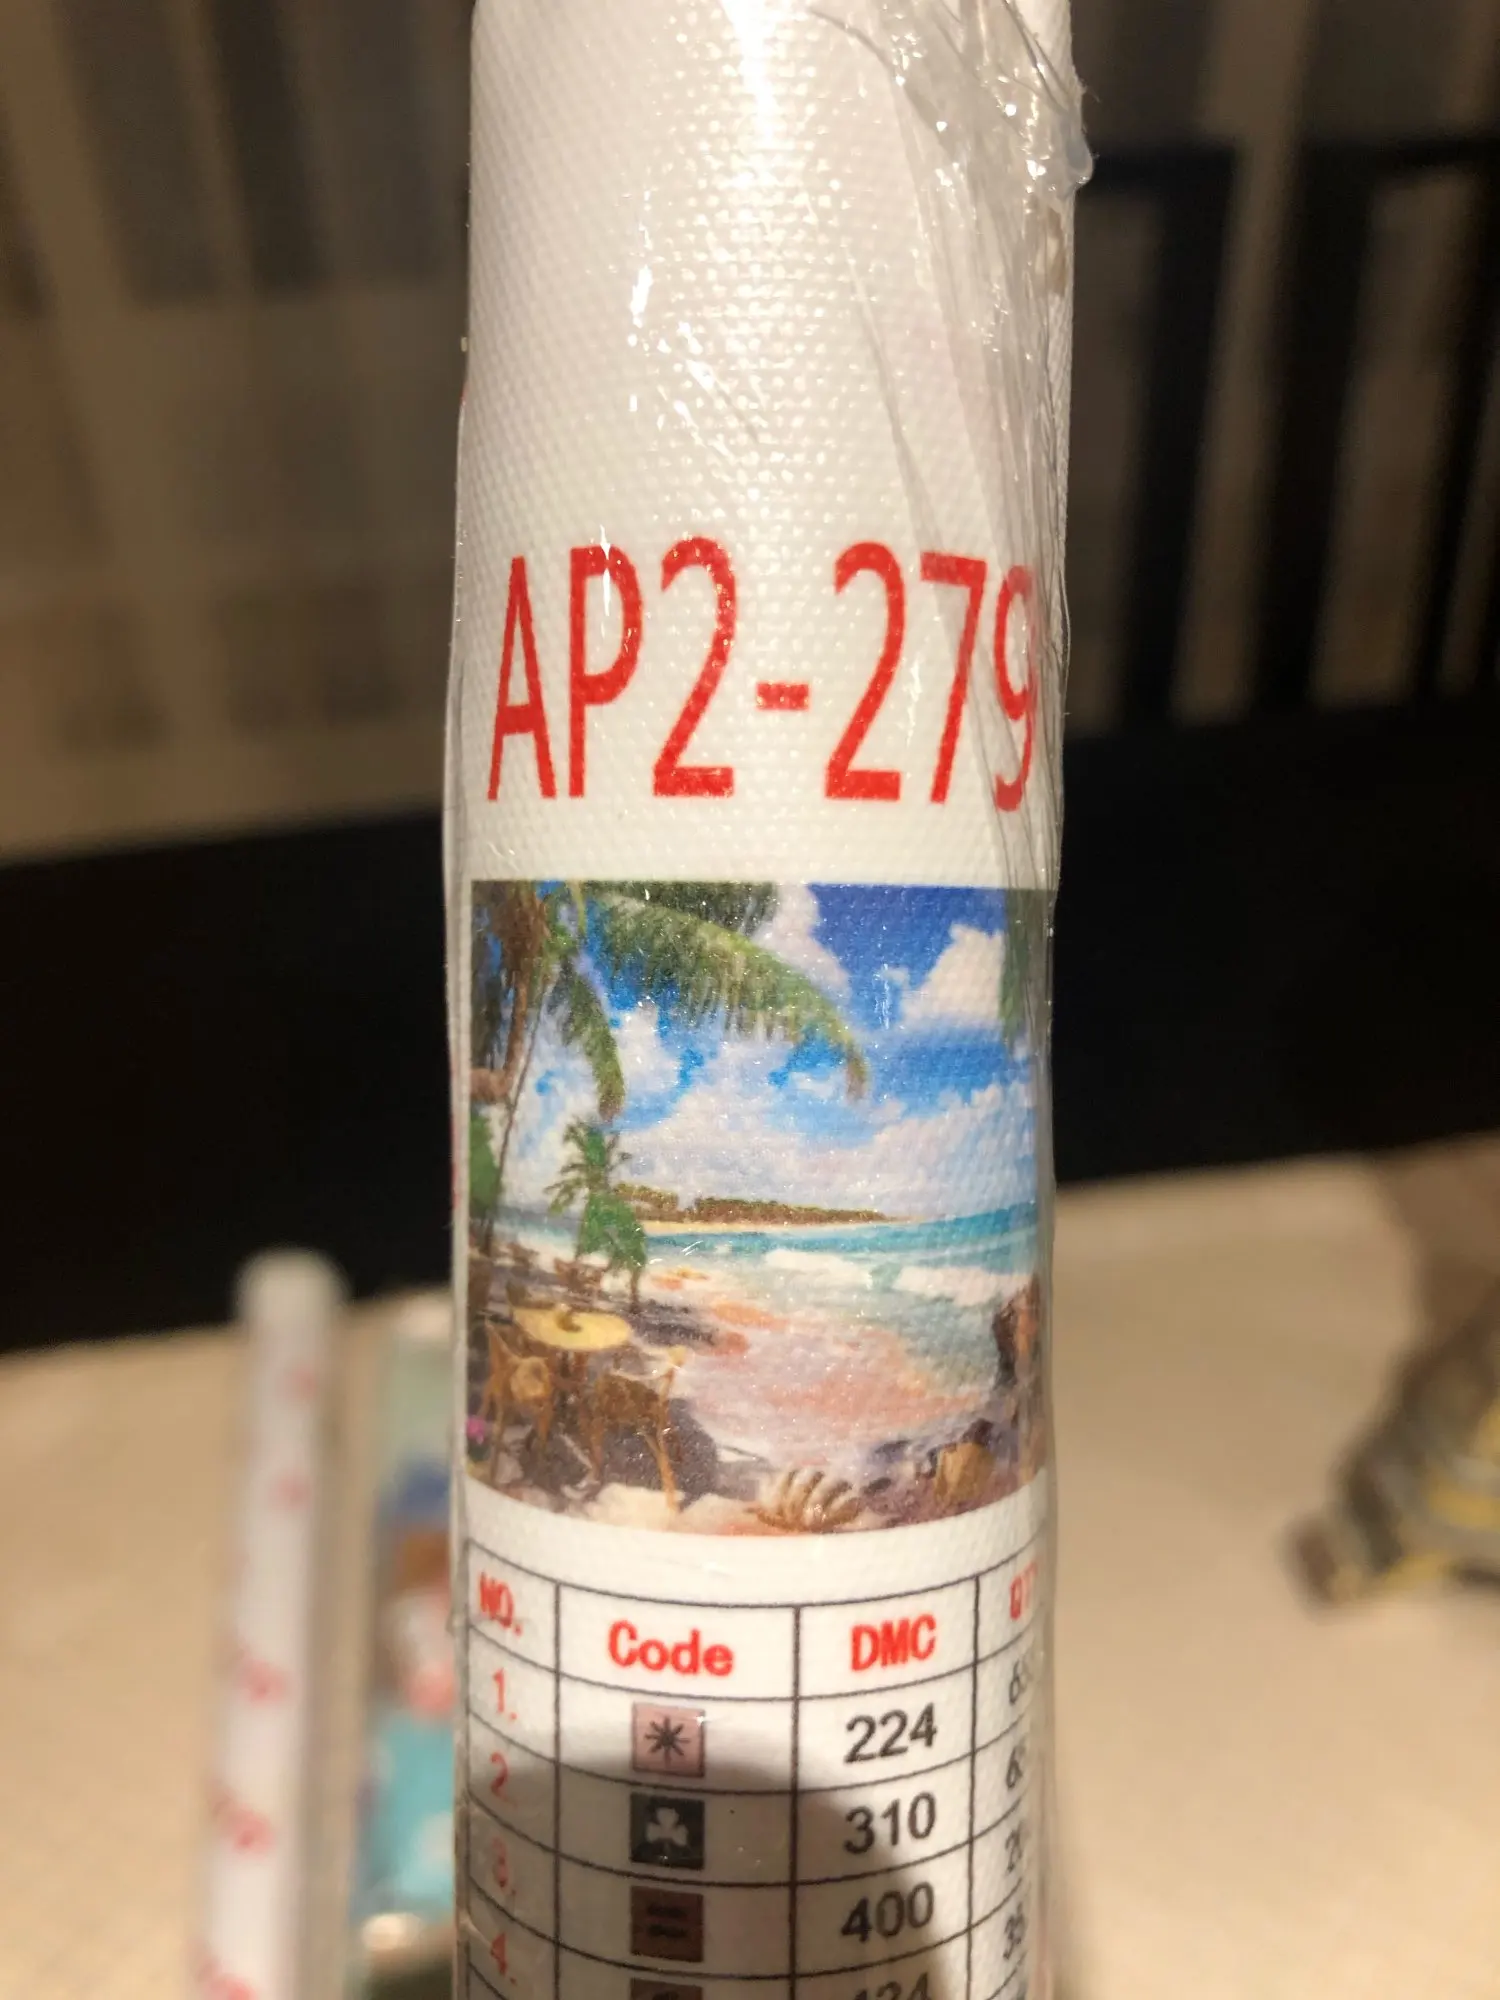 AP2-279
NO. Code DMC
1. 224
2. 310
3. 400
4.